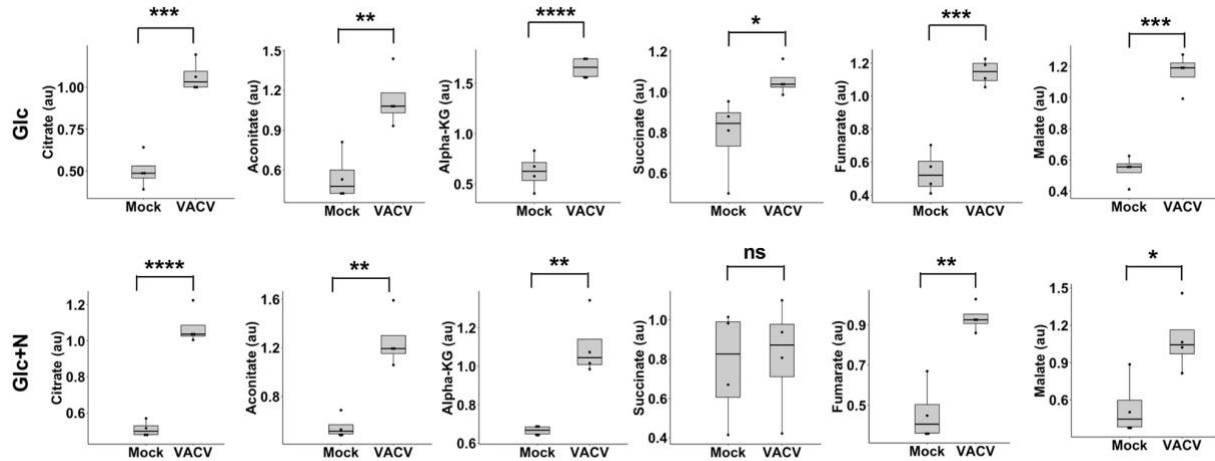 Glc
***
Citrate (au)
1.00
0.75
0.50
Mock VACV
**
Aconitate (au)
1.5
1.2
0.9
0.6
Mock VACV
****
Alpha-KG (au)
1.5
1.0
0.5
Mock VACV
*
Succinate (au)
1.2
1.0
0.8
0.6
Mock VACV
***
Fumarate (au)
1.2
1.0
0.8
0.6
0.4
Mock VACV
***
Malate (au)
1.2
1.0
0.8
0.6
0.4
Mock VACV
Glc+N
****
Citrate (au)
1.2
1.0
0.8
0.6
Mock VACV
**
Aconitate (au)
1.6
1.2
0.8
Mock VACV
**
Alpha-KG (au)
1.2
1.0
0.8
0.6
Mock VACV
ns
Succinate (au)
1.0
0.8
0.6
0.4
Mock VACV
**
Fumarate (au)
0.9
0.7
0.5
Mock VACV
*
Malate (au)
1.5
1.2
0.9
0.6
Mock VACV